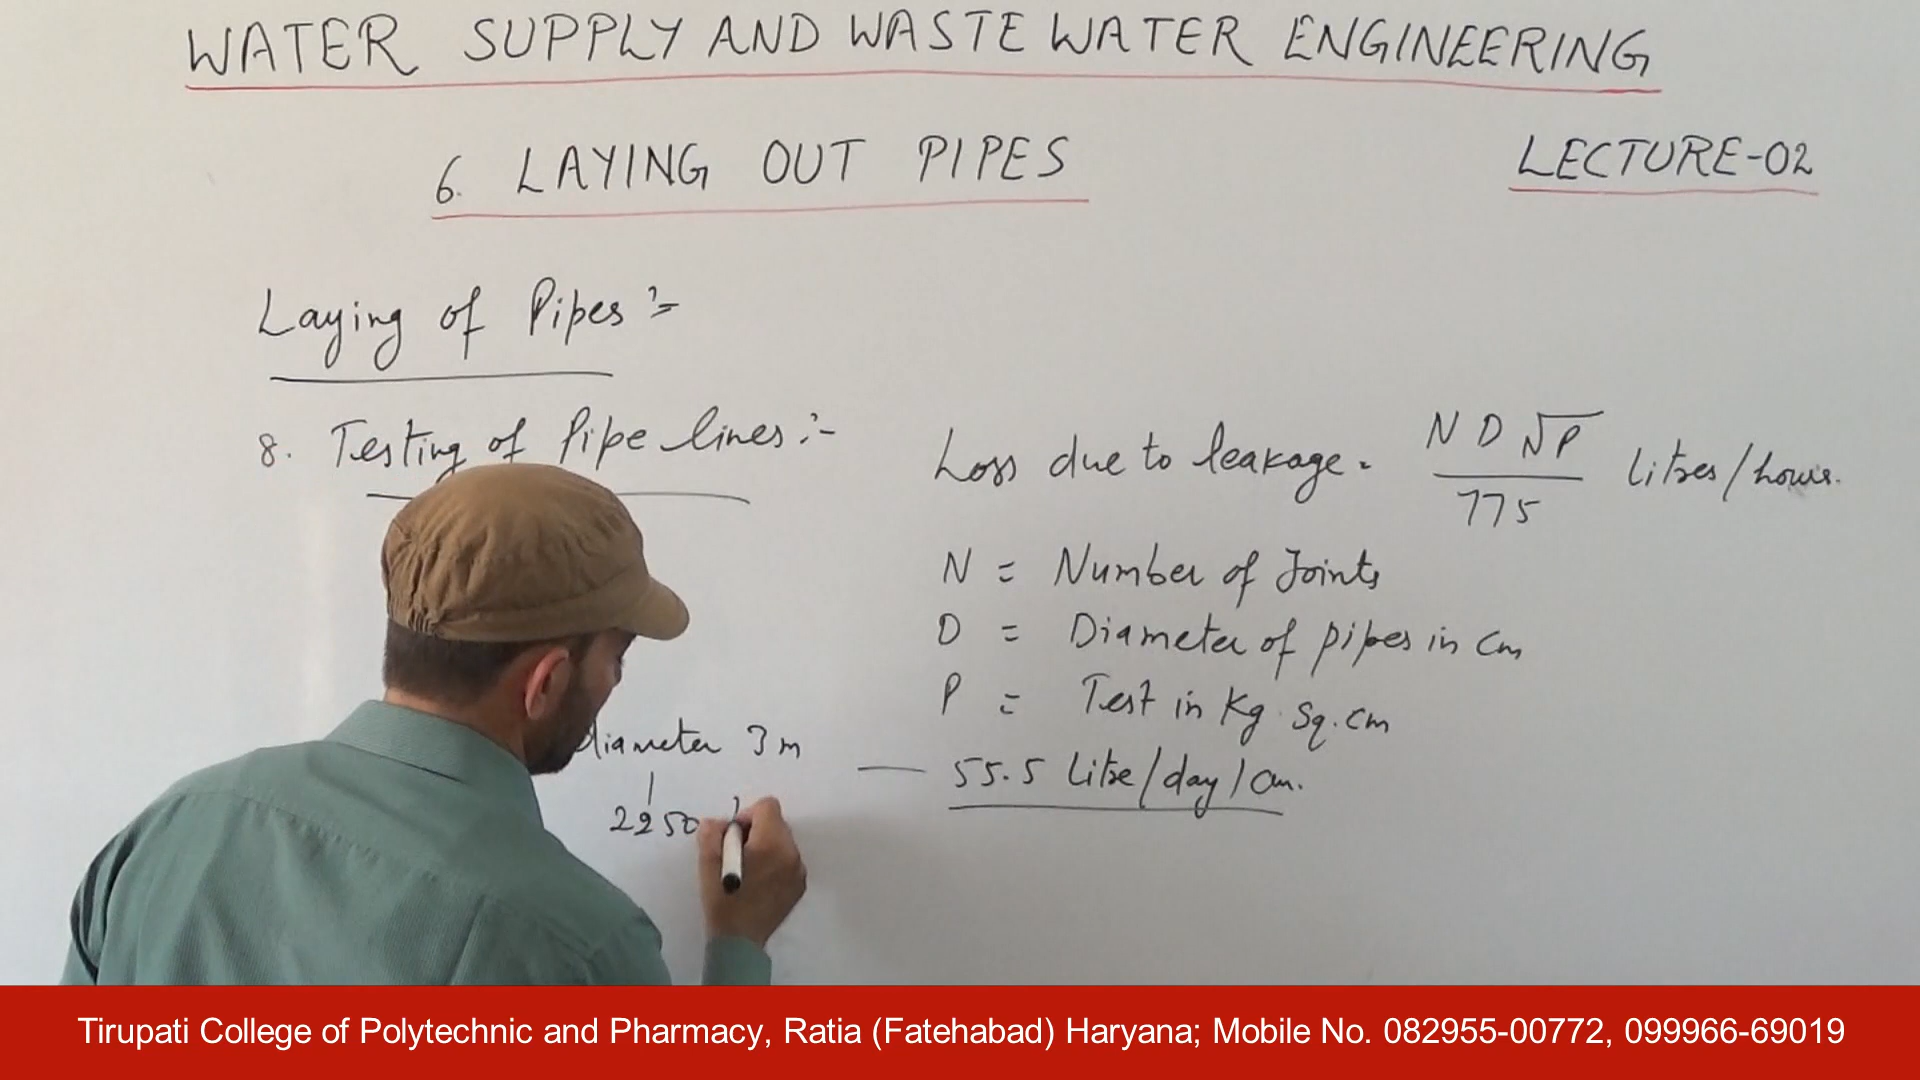 WATER SUPPLY AND WASTE WATER ENGINEERING
6. LAYING OUT PIPES
LECTURE-02
Laying of Pipes :-
8. Testing of Pipe lines :-
Loss due to leakage = N D √P / 775 litres/hours.
N = Number of Joints
D = Diameter of pipes in cm
P = Test in Kg. Sq. cm
diameter 3 m — 55.5 Litre/day/cm.
2250
Tirupati College of Polytechnic and Pharmacy, Ratia (Fatehabad) Haryana; Mobile No. 082955-00772, 099966-69019